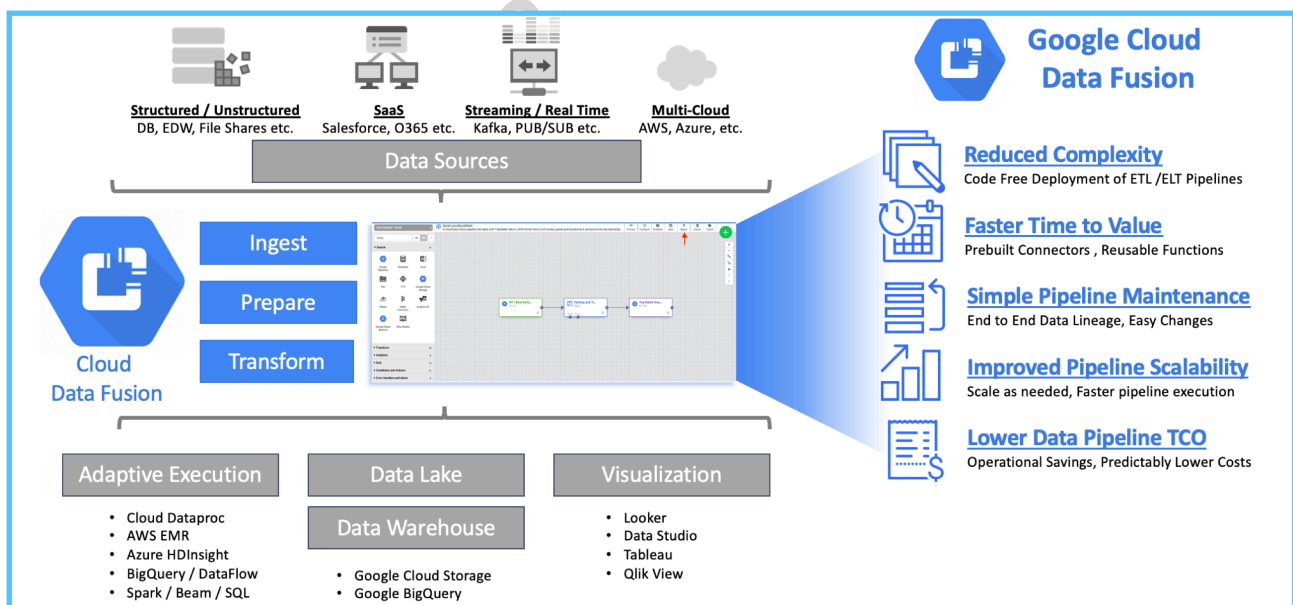 Structured / Unstructured
DB, EDW, File Shares etc.
SaaS
Salesforce, O365 etc.
Streaming / Real Time
Kafka, PUB/SUB etc.
Multi-Cloud
AWS, Azure, etc.
Data Sources
Cloud
Data Fusion
Ingest
Prepare
Transform
Adaptive Execution
• Cloud Dataproc
• AWS EMR
• Azure HDInsight
• BigQuery / DataFlow
• Spark / Beam / SQL
Data Lake
Data Warehouse
• Google Cloud Storage
• Google BigQuery
Visualization
• Looker
• Data Studio
• Tableau
• Qlik View
Google Cloud
Data Fusion
Reduced Complexity
Code Free Deployment of ETL /ELT Pipelines
Faster Time to Value
Prebuilt Connectors , Reusable Functions
Simple Pipeline Maintenance
End to End Data Lineage, Easy Changes
Improved Pipeline Scalability
Scale as needed, Faster pipeline execution
Lower Data Pipeline TCO
Operational Savings, Predictably Lower Costs